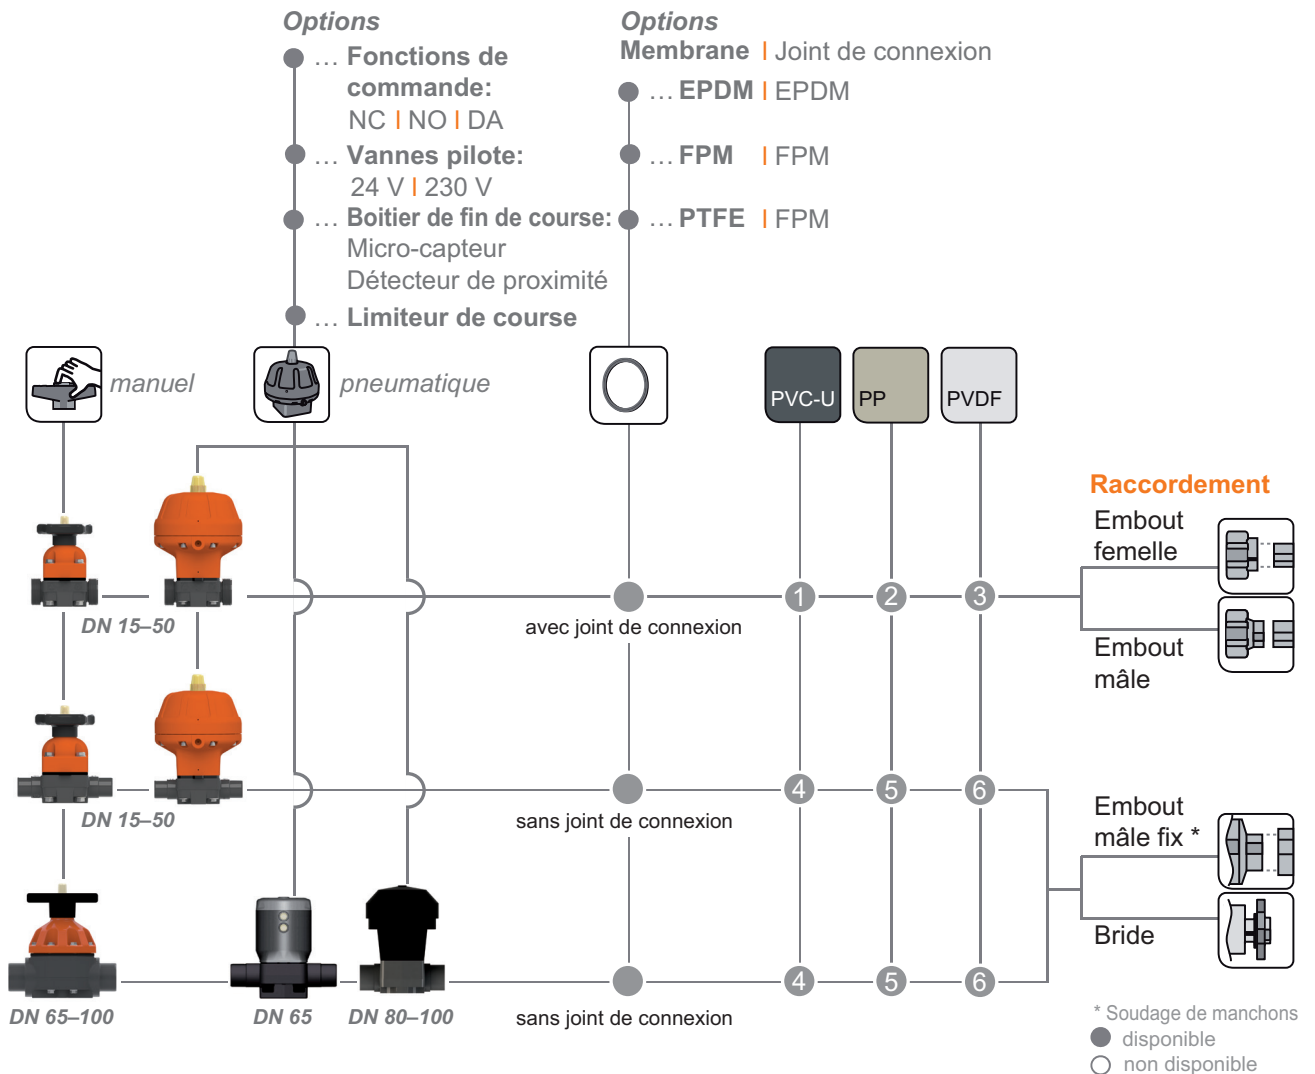 Options
… Fonctions de
commande:
NC I NO I DA
… Vannes pilote:
24 V I 230 V
… Boitier de fin de course:
Micro-capteur
Détecteur de proximité
… Limiteur de course
Options
Membrane I Joint de connexion
… EPDM I EPDM
… FPM I FPM
… PTFE I FPM
manuel
pneumatique
PVC-U
PP
PVDF
Raccordement
Embout
femelle
Embout
mâle
DN 15–50
avec joint de connexion
1
2
3
DN 15–50
sans joint de connexion
4
5
6
Embout
mâle fix *
Bride
DN 65–100
DN 65
DN 80–100
sans joint de connexion
4
5
6
* Soudage de manchons
disponible
non disponible